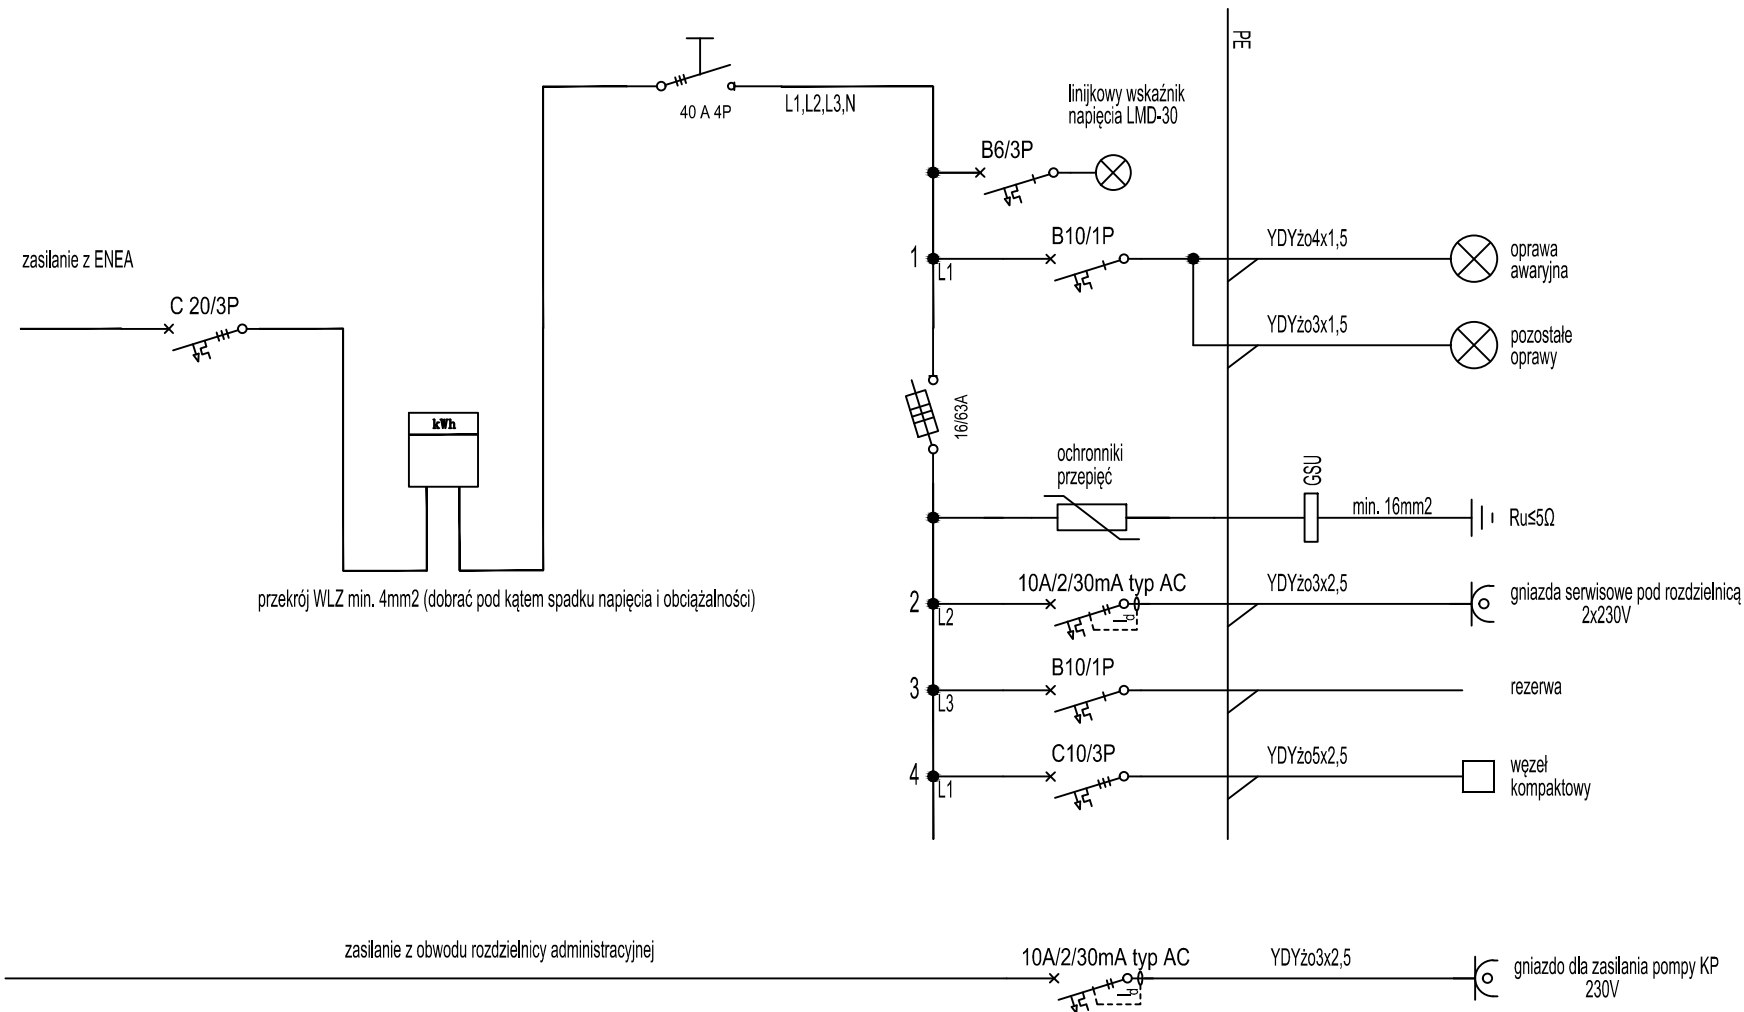 PE
40 A 4P
L1,L2,L3,N
linijkowy wskaźnik
napięcia LMD-30
B6/3P
zasilanie z ENEA
C 20/3P
kWh
przekrój WLZ min. 4mm2 (dobrać pod kątem spadku napięcia i obciążalności)
1
L1
B10/1P
YDYżo4x1,5
oprawa
awaryjna
YDYżo3x1,5
pozostałe
oprawy
16/63A
ochronniki
przepięć
GSU
min. 16mm2
Ru≤5Ω
2
L2
10A/2/30mA typ AC
Id
YDYżo3x2,5
gniazda serwisowe pod rozdzielnicą
2x230V
3
L3
B10/1P
rezerwa
4
L1
C10/3P
YDYżo5x2,5
węzeł
kompaktowy
zasilanie z obwodu rozdzielnicy administracyjnej
10A/2/30mA typ AC
Id
YDYżo3x2,5
gniazdo dla zasilania pompy KP
230V